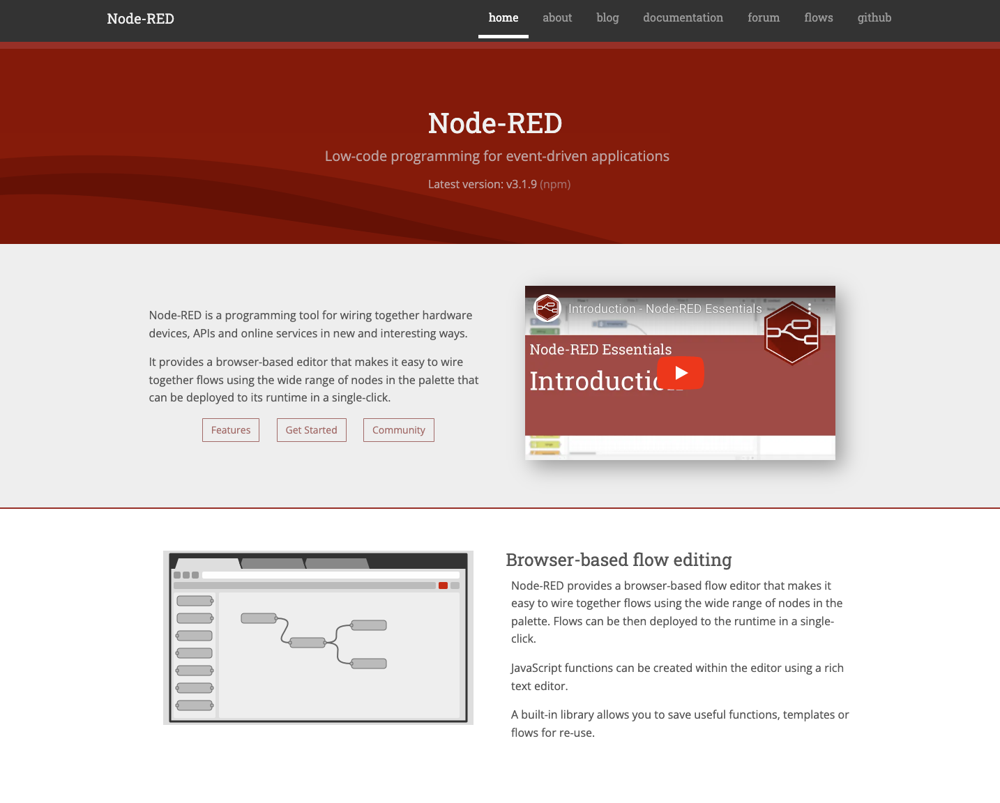 Node-RED
home about blog documentation forum flows github
Node-RED
Low-code programming for event-driven applications
Latest version: v3.1.9 (npm)
Node-RED is a programming tool for wiring together hardware
devices, APIs and online services in new and interesting ways.
It provides a browser-based editor that makes it easy to wire
together flows using the wide range of nodes in the palette that
can be deployed to its runtime in a single-click.
Features Get Started Community
Introduction - Node-RED Essentials
Node-RED Essentials
Introduction
Browser-based flow editing
Node-RED provides a browser-based flow editor that makes it
easy to wire together flows using the wide range of nodes in the
palette. Flows can be then deployed to the runtime in a single-
click.
JavaScript functions can be created within the editor using a rich
text editor.
A built-in library allows you to save useful functions, templates or
flows for re-use.